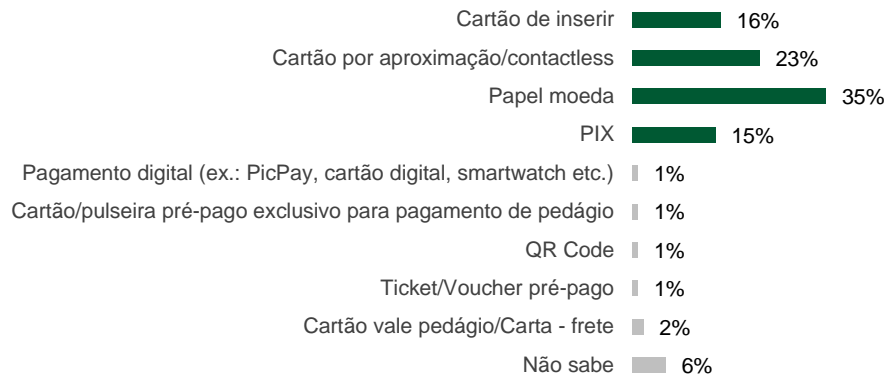 Cartão de inserir 16%
Cartão por aproximação/contactless 23%
Papel moeda 35%
PIX 15%
Pagamento digital (ex.: PicPay, cartão digital, smartwatch etc.) 1%
Cartão/pulseira pré-pago exclusivo para pagamento de pedágio 1%
QR Code 1%
Ticket/Voucher pré-pago 1%
Cartão vale pedágio/Carta - frete 2%
Não sabe 6%